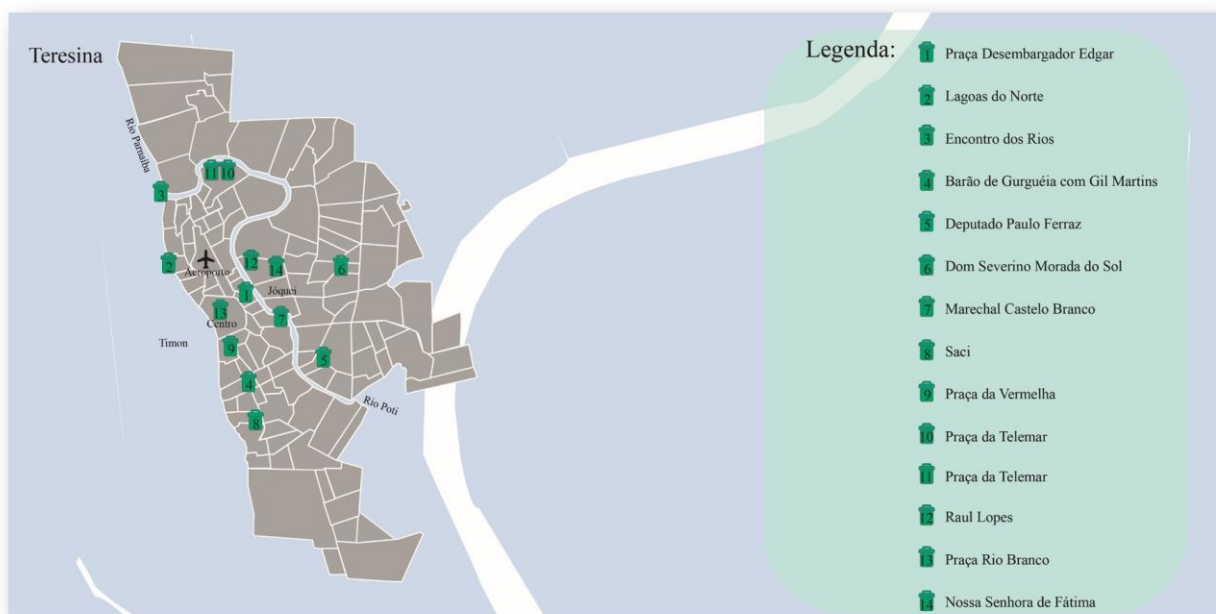 Teresina
Rio Parnaíba
11
10
3
2
Aeroporto
12
14
6
1
Jóquei
13
Centro
7
Timon
9
5
4
Rio Poti
8
Legenda:
1 Praça Desembargador Edgar
2 Lagoas do Norte
3 Encontro dos Rios
4 Barão de Gurguéia com Gil Martins
5 Deputado Paulo Ferraz
6 Dom Severino Morada do Sol
7 Marechal Castelo Branco
8 Saci
9 Praça da Vermelha
10 Praça da Telemar
11 Praça da Telemar
12 Raul Lopes
13 Praça Rio Branco
14 Nossa Senhora de Fátima